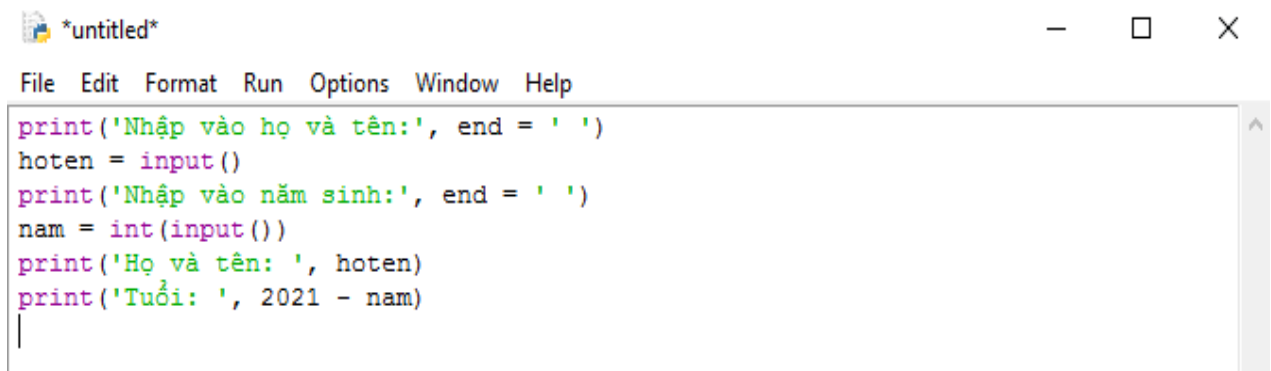 *untitled*
File Edit Format Run Options Window Help
print('Nhập vào họ và tên:', end = ' ')
hoten = input()
print('Nhập vào năm sinh:', end = ' ')
nam = int(input())
print('Họ và tên: ', hoten)
print('Tuổi: ', 2021 - nam)